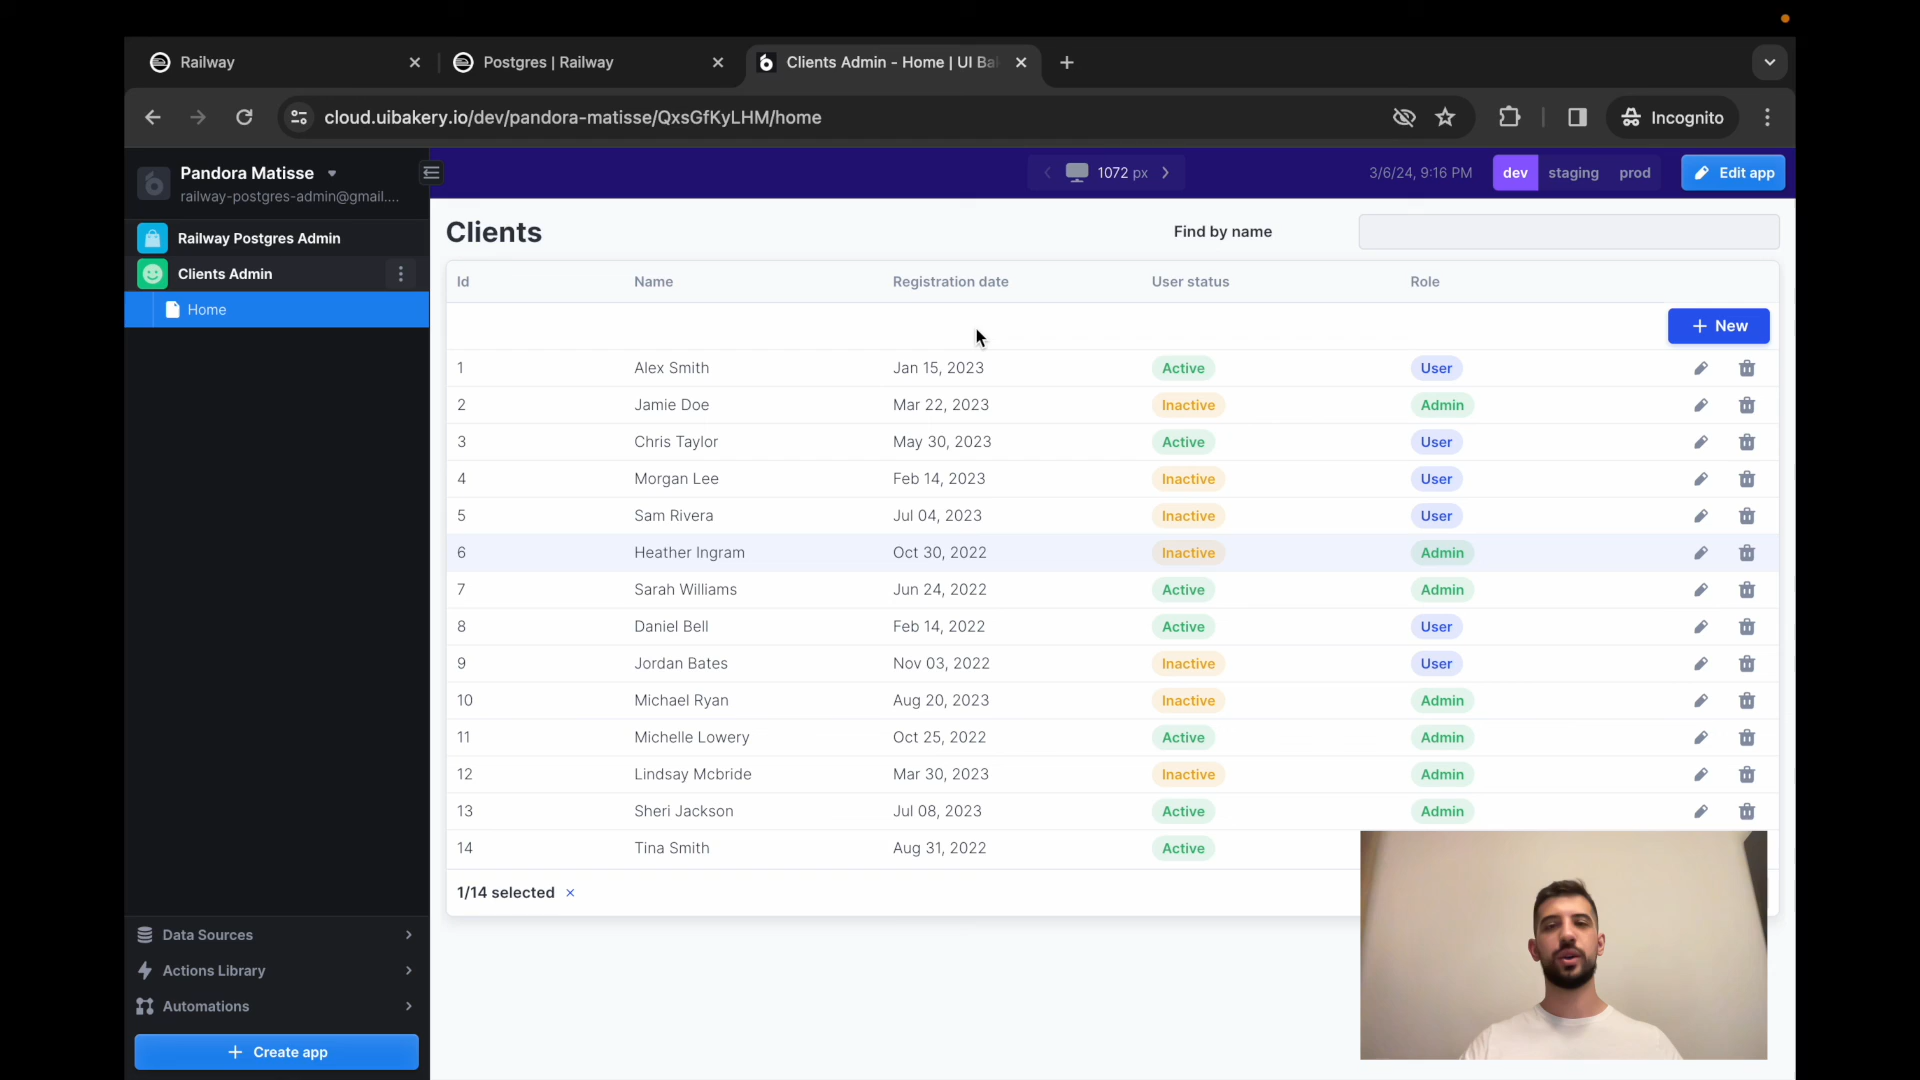 Railway
Postgres | Railway
Clients Admin - Home | UI Ba
cloud.uibakery.io/dev/pandora-matisse/QxsGfKyLHM/home
Incognito
Pandora Matisse
railway-postgres-admin@gmail....
1072 px
3/6/24, 9:16 PM
dev
staging
prod
Edit app
Railway Postgres Admin
Clients Admin
Home
Clients
Find by name
Id Name Registration date User status Role
+ New
1 Alex Smith Jan 15, 2023 Active User
2 Jamie Doe Mar 22, 2023 Inactive Admin
3 Chris Taylor May 30, 2023 Active User
4 Morgan Lee Feb 14, 2023 Inactive User
5 Sam Rivera Jul 04, 2023 Inactive User
6 Heather Ingram Oct 30, 2022 Inactive Admin
7 Sarah Williams Jun 24, 2022 Active Admin
8 Daniel Bell Feb 14, 2022 Active User
9 Jordan Bates Nov 03, 2022 Inactive User
10 Michael Ryan Aug 20, 2023 Inactive Admin
11 Michelle Lowery Oct 25, 2022 Active Admin
12 Lindsay Mcbride Mar 30, 2023 Inactive Admin
13 Sheri Jackson Jul 08, 2023 Active Admin
14 Tina Smith Aug 31, 2022 Active
1/14 selected ×
Data Sources
Actions Library
Automations
+ Create app